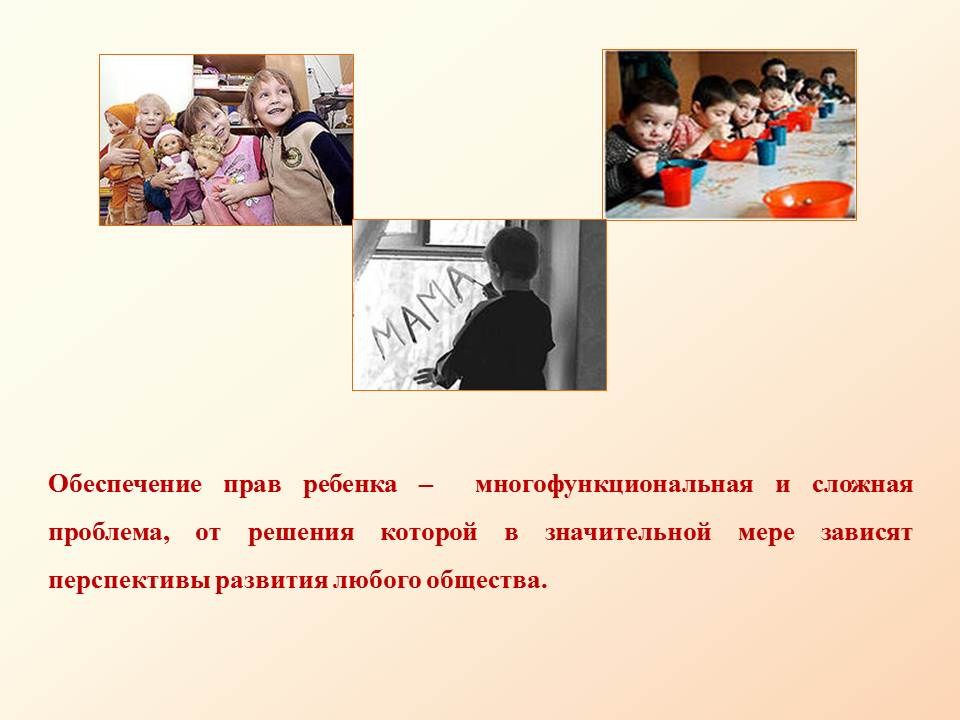 МАМА
Обеспечение прав ребенка – многофункциональная и сложная
проблема, от решения которой в значительной мере зависят
перспективы развития любого общества.